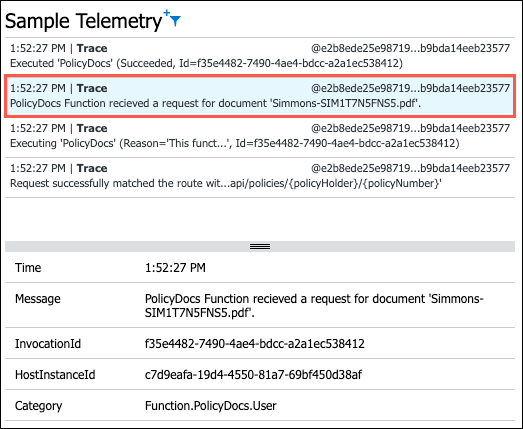 Sample Telemetry
1:52:27 PM | Trace @e2b8ede25e98719...b9bda14eeb23577
Executed 'PolicyDocs' (Succeeded, Id=f35e4482-7490-4ae4-bdcc-a2a1ec538412)
1:52:27 PM | Trace @e2b8ede25e98719...b9bda14eeb23577
PolicyDocs Function recieved a request for document 'Simmons-SIM1T7N5FNS5.pdf'.
1:52:27 PM | Trace @e2b8ede25e98719...b9bda14eeb23577
Executing 'PolicyDocs' (Reason='This funct...', Id=f35e4482-7490-4ae4-bdcc-a2a1ec538412)
1:52:27 PM | Trace @e2b8ede25e98719...b9bda14eeb23577
Request successfully matched the route wit...api/policies/{policyHolder}/{policyNumber}'
Time 1:52:27 PM
Message PolicyDocs Function recieved a request for document 'Simmons-
SIM1T7N5FNS5.pdf'.
InvocationId f35e4482-7490-4ae4-bdcc-a2a1ec538412
HostInstanceId c7d9eafa-19d4-4550-81a7-69bf450d38af
Category Function.PolicyDocs.User